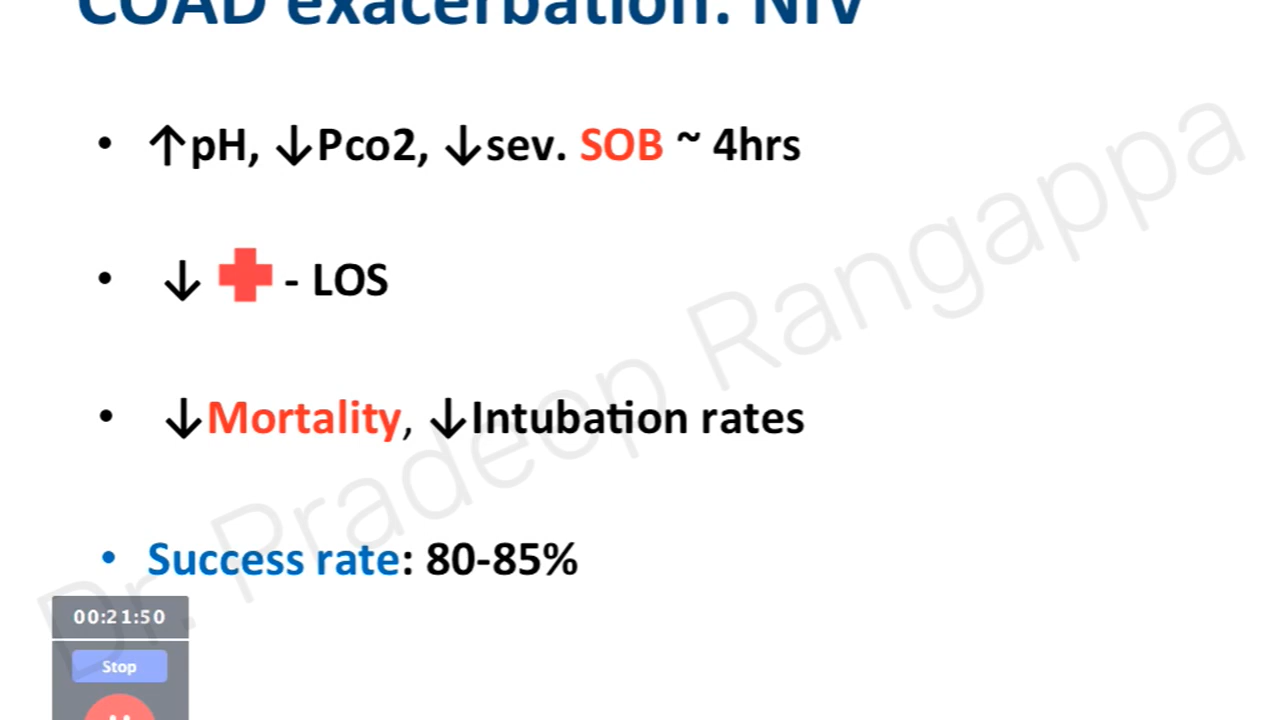 COAD exacerbation: NIV
• ↑pH, ↓Pco2, ↓sev. SOB ~ 4hrs
• ↓ - LOS
• ↓Mortality, ↓Intubation rates
• Success rate: 80-85%
Dr. Pradeep Rangappa
00:21:50
Stop